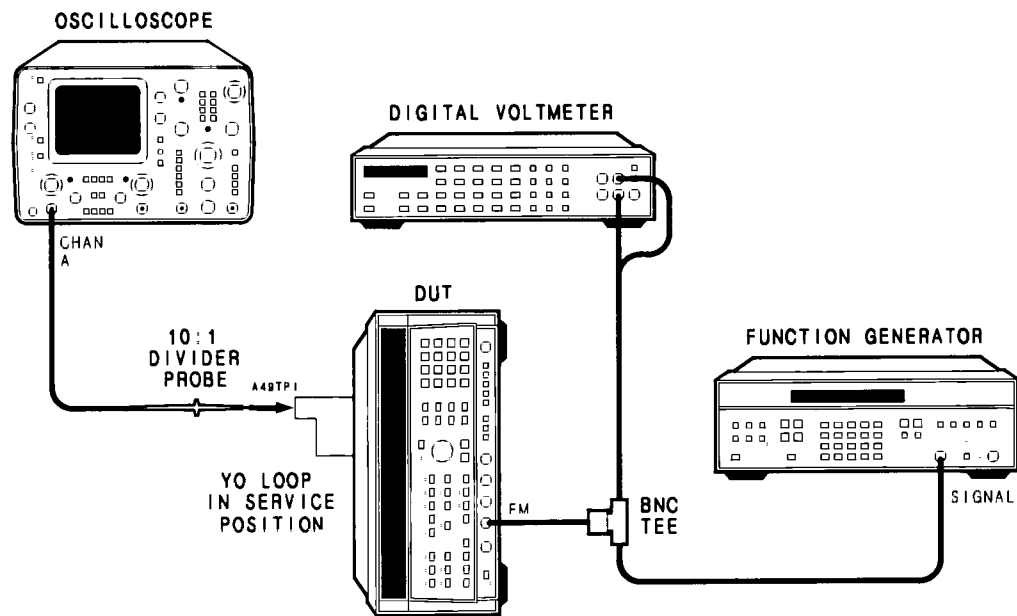 OSCILLOSCOPE
DIGITAL VOLTMETER
CHAN
A
DUT
10:1
DIVIDER
PROBE
A49TP1
FUNCTION GENERATOR
YO LOOP
IN SERVICE
POSITION
FM
BNC
TEE
SIGNAL